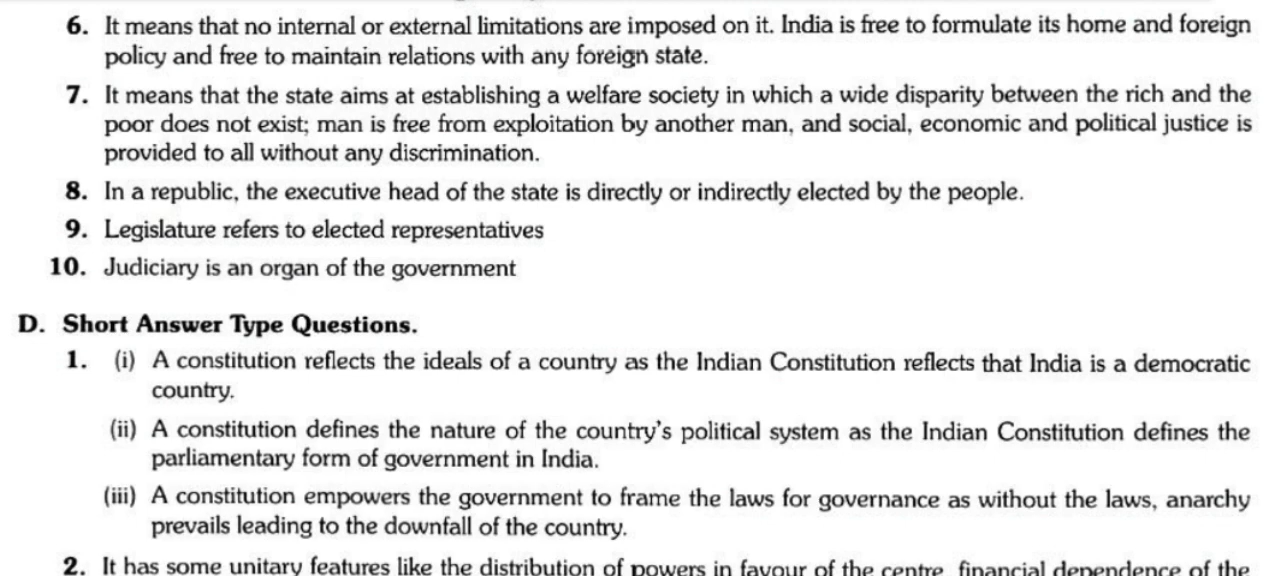 6. It means that no internal or external limitations are imposed on it. India is free to formulate its home and foreign
policy and free to maintain relations with any foreign state.
7. It means that the state aims at establishing a welfare society in which a wide disparity between the rich and the
poor does not exist; man is free from exploitation by another man, and social, economic and political justice is
provided to all without any discrimination.
8. In a republic, the executive head of the state is directly or indirectly elected by the people.
9. Legislature refers to elected representatives
10. Judiciary is an organ of the government
D. Short Answer Type Questions.
1. (i) A constitution reflects the ideals of a country as the Indian Constitution reflects that India is a democratic
country.
(ii) A constitution defines the nature of the country's political system as the Indian Constitution defines the
parliamentary form of government in India.
(iii) A constitution empowers the government to frame the laws for governance as without the laws, anarchy
prevails leading to the downfall of the country.
2. It has some unitary features like the distribution of powers in favour of the centre, financial dependence of the